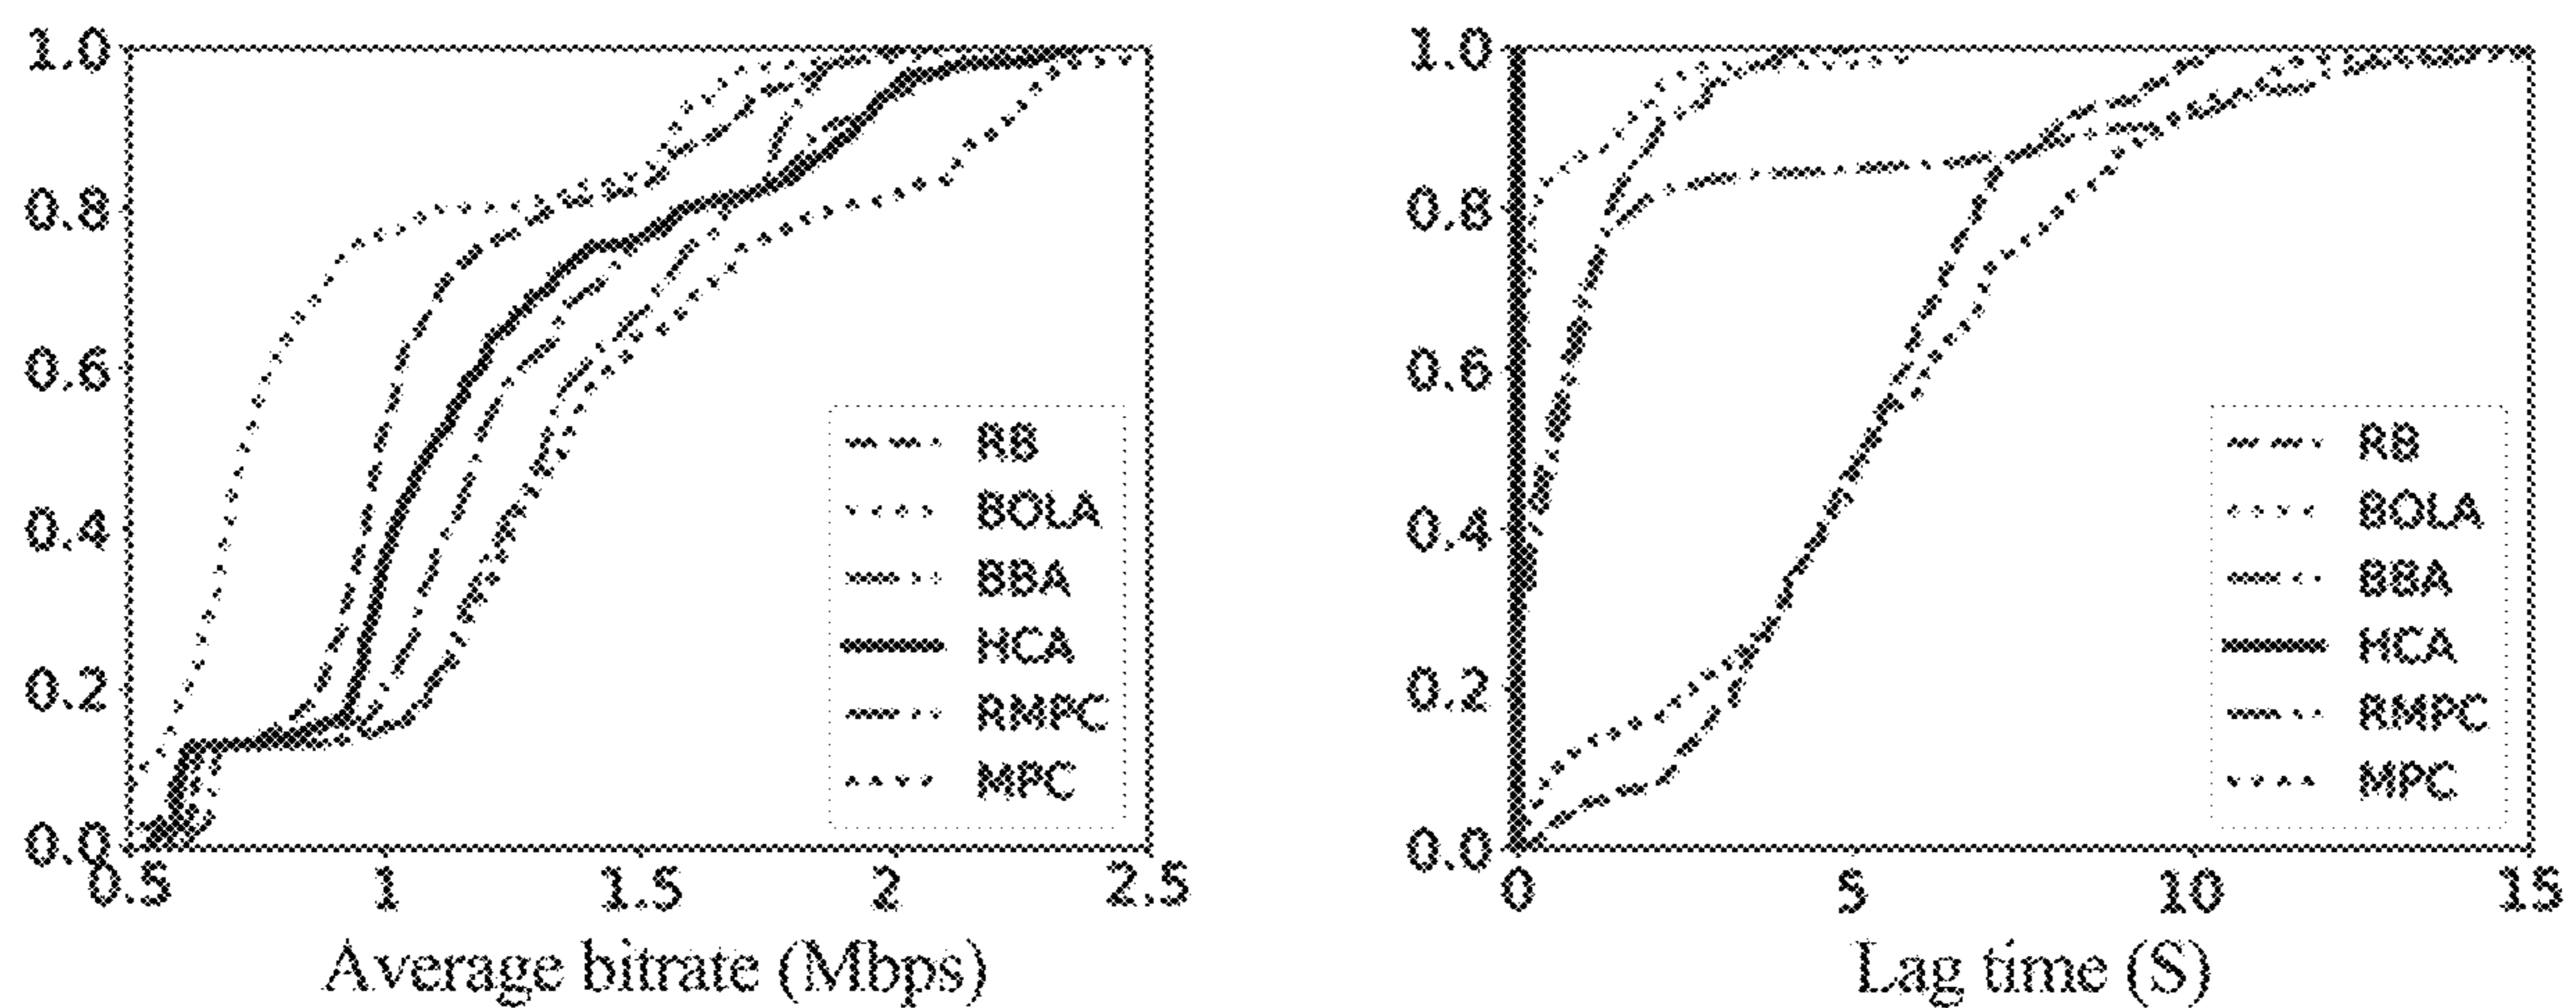 1.0
0.8
0.6
0.4
0.2
0.0
0.5 1 1.5 2 2.5
Average bitrate (Mbps)
RB
BOLA
BBA
HCA
RMPC
MPC
1.0
0.8
0.6
0.4
0.2
0.0
0 5 10 15
Lag time (S)
RB
BOLA
BBA
HCA
RMPC
MPC